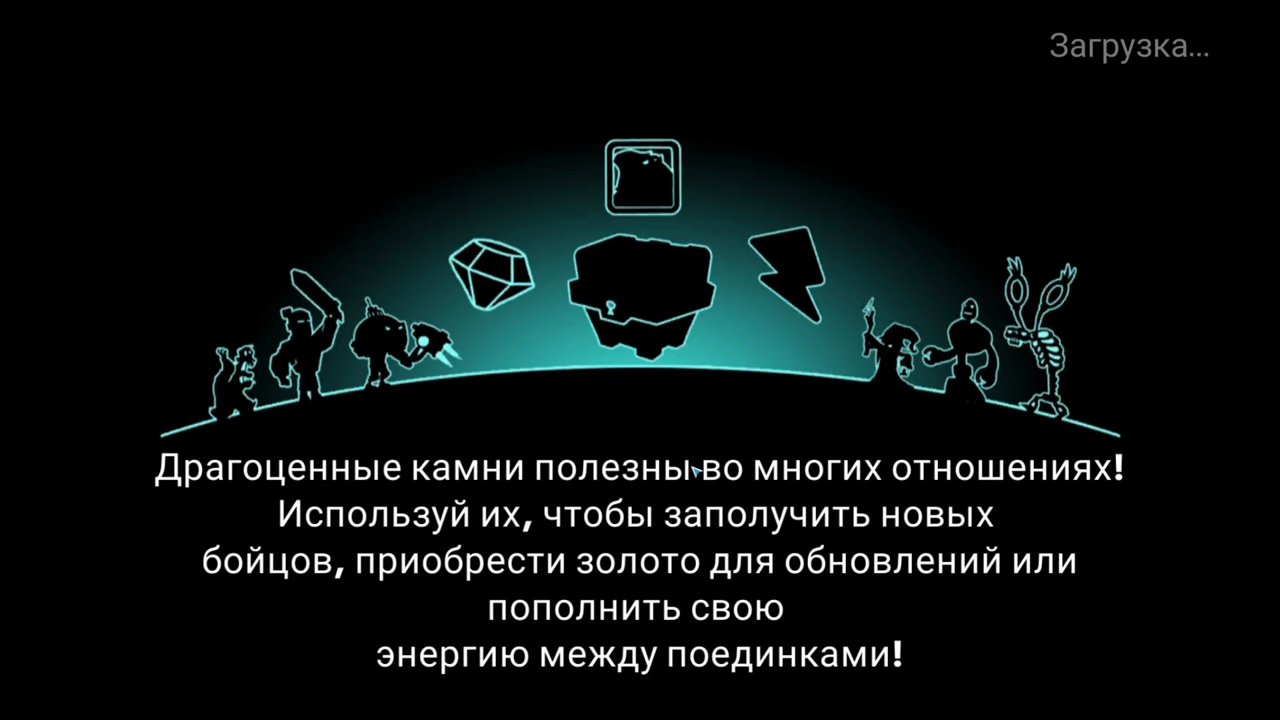 Загрузка...
Драгоценные камни полезны во многих отношениях!
Используй их, чтобы заполучить новых
бойцов, приобрести золото для обновлений или
пополнить свою
энергию между поединками!